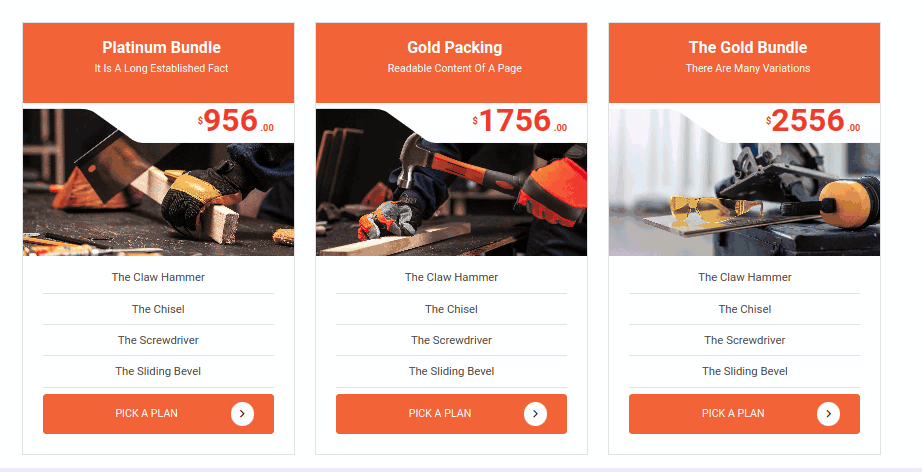 Platinum Bundle
It Is A Long Established Fact
$956.00
The Claw Hammer
The Chisel
The Screwdriver
The Sliding Bevel
PICK A PLAN
Gold Packing
Readable Content Of A Page
$1756.00
The Claw Hammer
The Chisel
The Screwdriver
The Sliding Bevel
PICK A PLAN
The Gold Bundle
There Are Many Variations
$2556.00
The Claw Hammer
The Chisel
The Screwdriver
The Sliding Bevel
PICK A PLAN